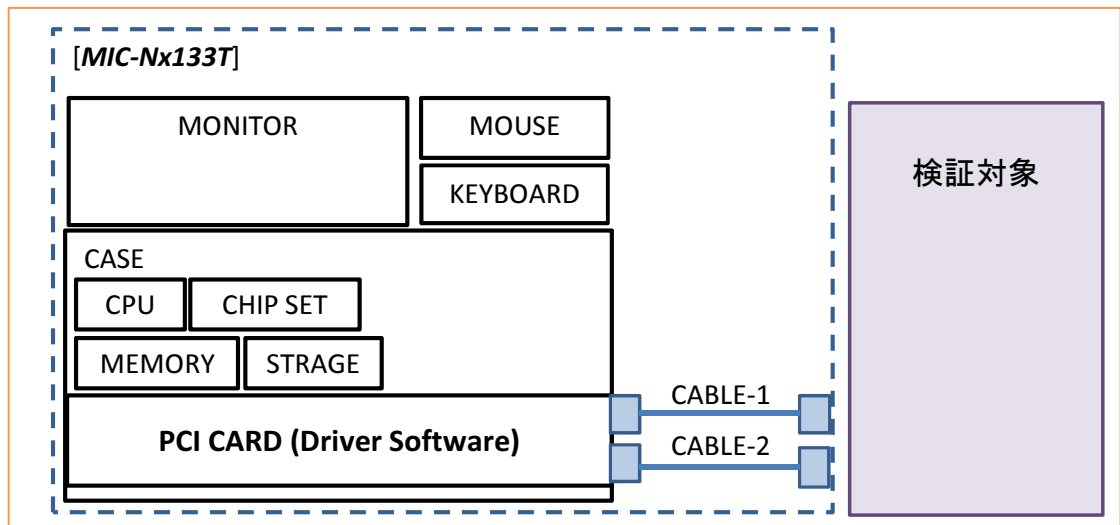 [MIC-Nx133T]
MONITOR
MOUSE
KEYBOARD
検証対象
CASE
CPU
CHIP SET
MEMORY
STRAGE
CABLE-1
PCI CARD (Driver Software)
CABLE-2